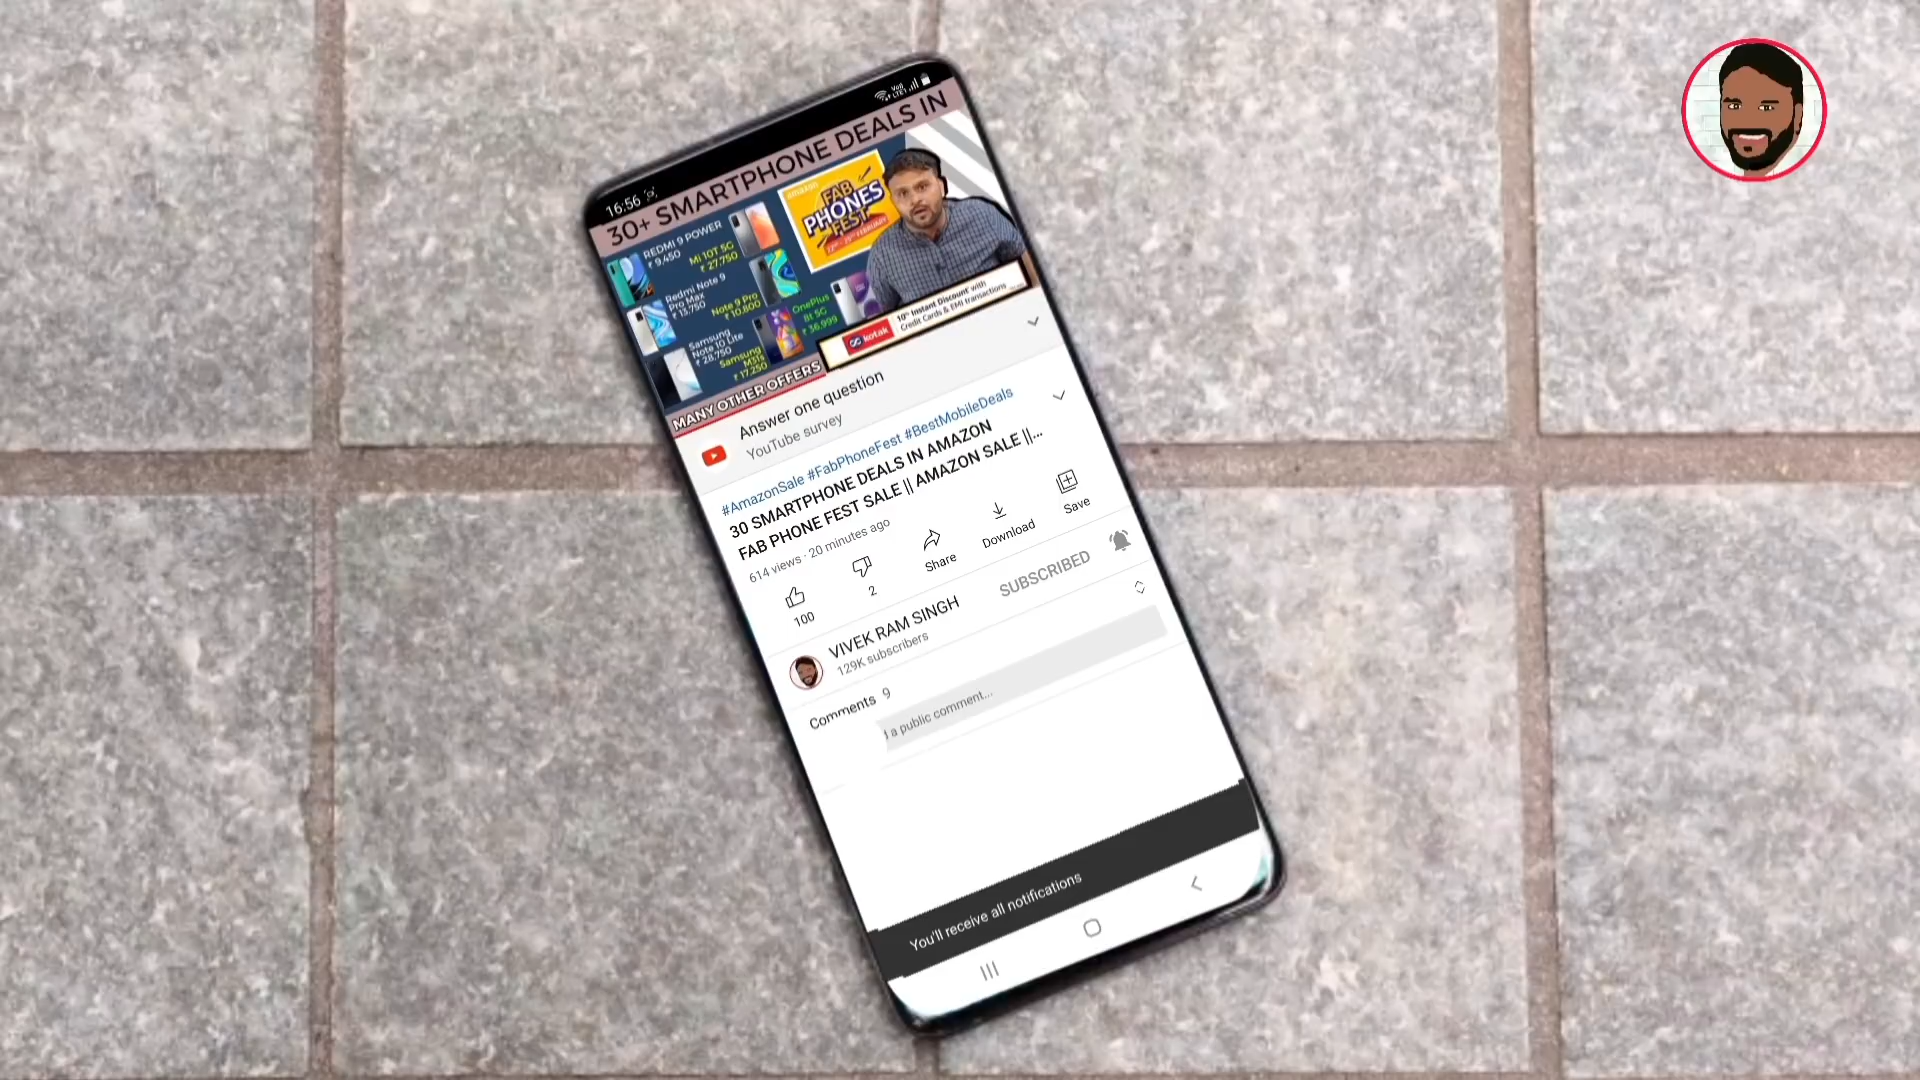 16:56
30+ SMARTPHONE DEALS IN
amazon
FAB
PHONES
FEST
REDMI 9 POWER
₹ 9,450
Mi 10T 5G
₹ 27,750
Redmi Note 9
Pro Max
₹ 13,750
Note 9 Pro
₹ 10,800
OnePlus
8t 5G
₹ 36,999
Samsung
Note 10 Lite
₹ 28,750
Samsung
M31s
₹ 17,250
kotak
10% Instant Discount* with
Credit Cards & EMI transactions
MANY OTHER OFFERS
Answer one question
YouTube survey
#AmazonSale #FabPhoneFest #BestMobileDeals
30 SMARTPHONE DEALS IN AMAZON
FAB PHONE FEST SALE || AMAZON SALE ||...
614 views · 20 minutes ago
100
2
Share
Download
Save
VIVEK RAM SINGH
129K subscribers
SUBSCRIBED
Comments 9
a public comment...
You'll receive all notifications